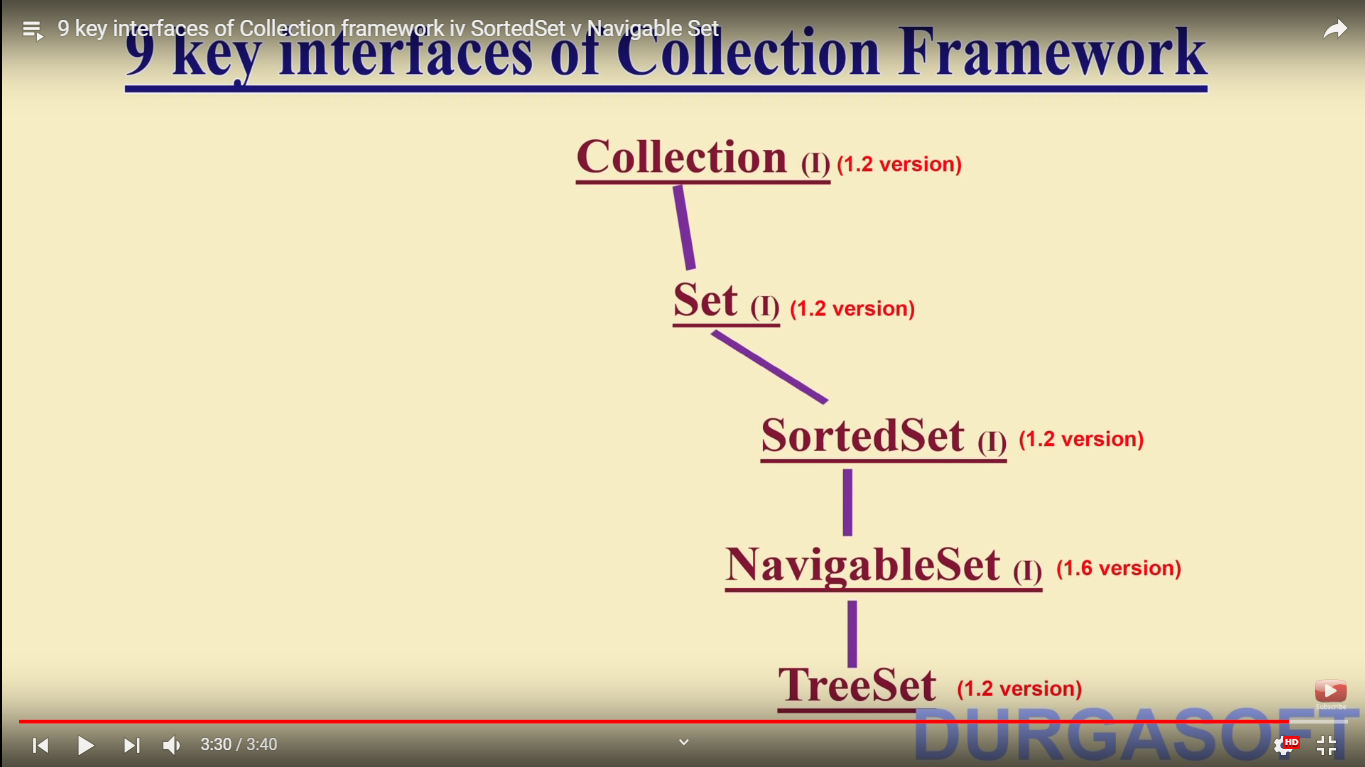 9 key interfaces of Collection framework iv SortedSet v Navigable Set
9 key interfaces of Collection Framework
Collection (I) (1.2 version)
Set (I) (1.2 version)
SortedSet (I) (1.2 version)
NavigableSet (I) (1.6 version)
TreeSet (1.2 version)
Subscribe
DURGASOFT
3:30 / 3:40
HD